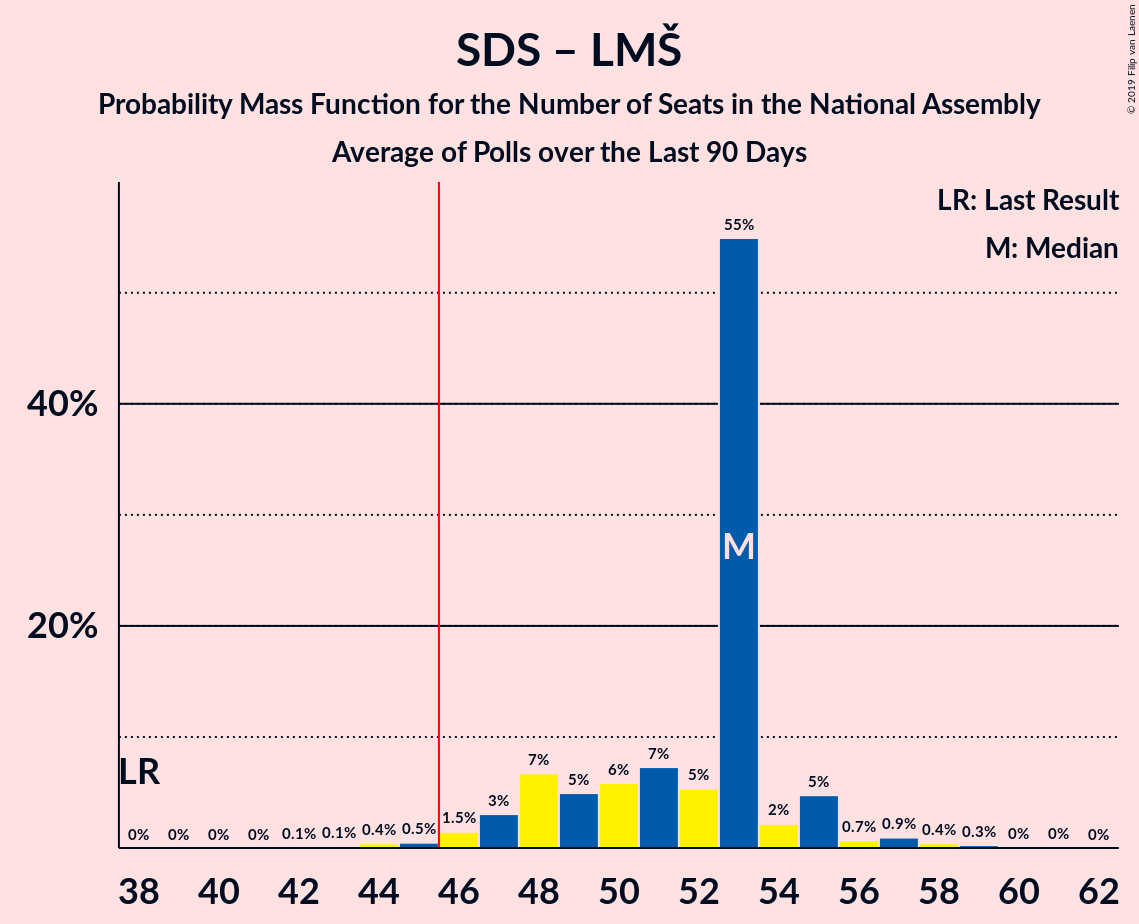 SDS – LMŠ
Probability Mass Function for the Number of Seats in the National Assembly
Average of Polls over the Last 90 Days
© 2019 Filip van Laenen
LR: Last Result
M: Median
55%
40%
M
20%
LR
0% 0% 0% 0% 0.1% 0.1% 0.4% 0.5% 1.5% 3% 7% 5% 6% 7% 5% 2% 5% 0.7% 0.9% 0.4% 0.3% 0% 0% 0%
38 40 42 44 46 48 50 52 54 56 58 60 62